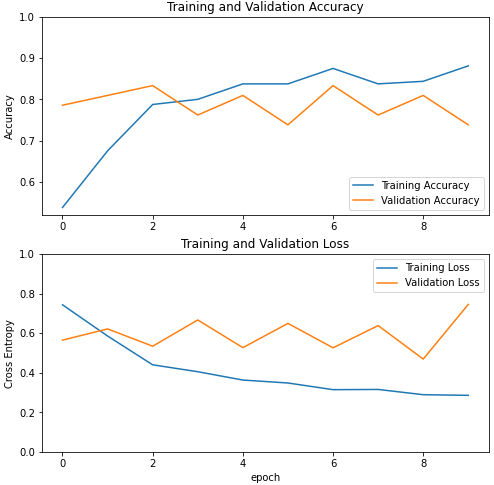 Training and Validation Accuracy
1.0
0.9
0.8
0.7
0.6
Accuracy
Training Accuracy
Validation Accuracy
0 2 4 6 8
Training and Validation Loss
1.0
0.8
0.6
0.4
0.2
0.0
Cross Entropy
Training Loss
Validation Loss
0 2 4 6 8
epoch